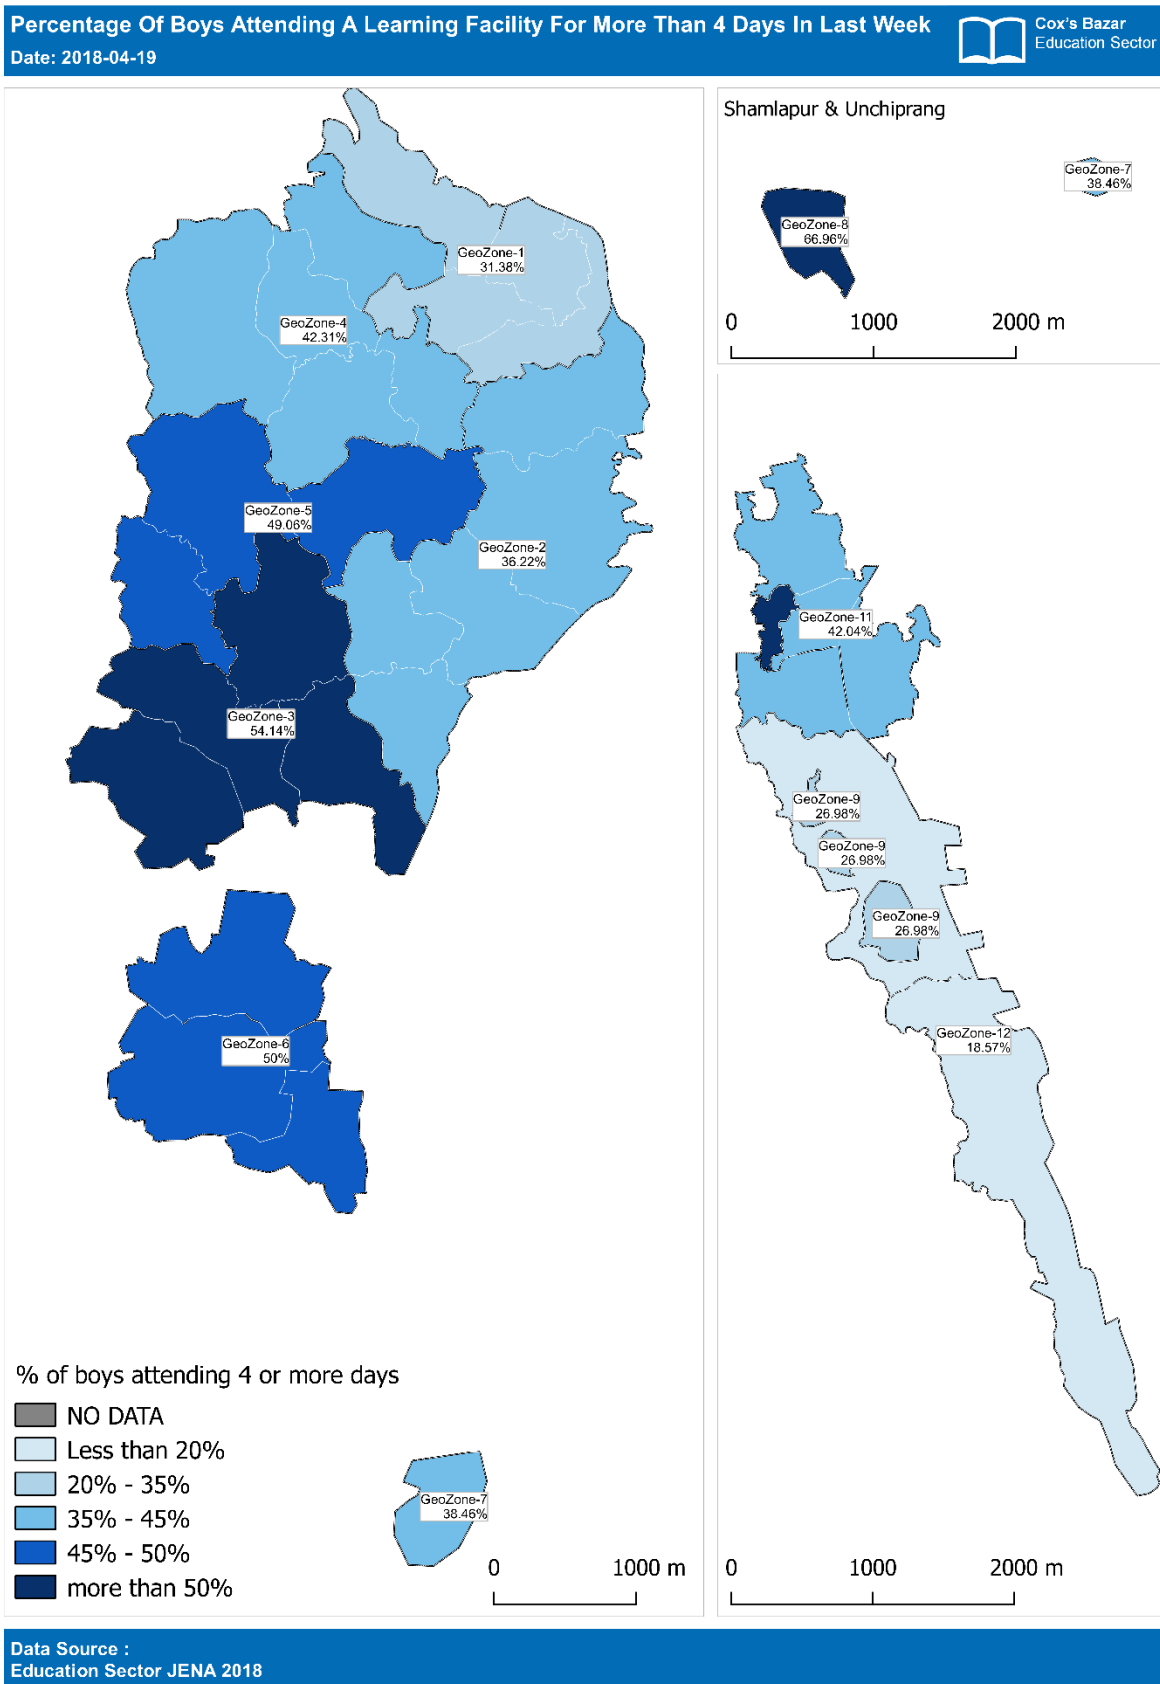 Percentage Of Boys Attending A Learning Facility For More Than 4 Days In Last Week
Date: 2018-04-19
Cox's Bazar
Education Sector
Shamlapur & Unchiprang
GeoZone-7
38.46%
GeoZone-8
66.96%
0 1000 2000 m
GeoZone-1
31.38%
GeoZone-4
42.31%
GeoZone-5
49.06%
GeoZone-2
36.22%
GeoZone-3
54.14%
GeoZone-6
50%
GeoZone-11
42.04%
GeoZone-9
26.98%
GeoZone-9
26.98%
GeoZone-9
26.98%
GeoZone-12
18.57%
% of boys attending 4 or more days
NO DATA
Less than 20%
20% - 35%
35% - 45%
45% - 50%
more than 50%
GeoZone-7
38.46%
0 1000 m
0 1000 2000 m
Data Source :
Education Sector JENA 2018